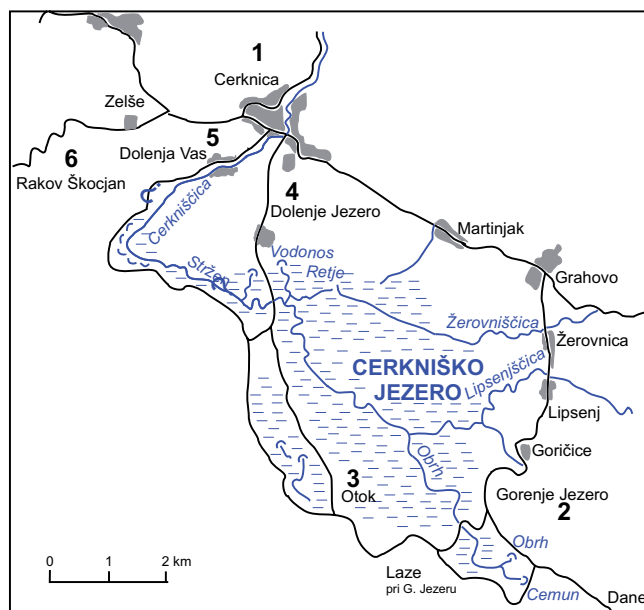 1
Cerknica
Zelše
5
Dolenja Vas
6
Rakov Škocjan
4
Dolenje Jezero
Cerkniščica
Martinjak
Vodonos
Retje
Stržen
Grahovo
Žerovniščica
Žerovnica
CERKNIŠKO
JEZERO
Lipsenjščica
Lipsenj
Goričice
Obrh
3
Otok
Gorenje Jezero
2
Obrh
Laze
pri G. Jezeru
Cemun
Dane
0 1 2 km